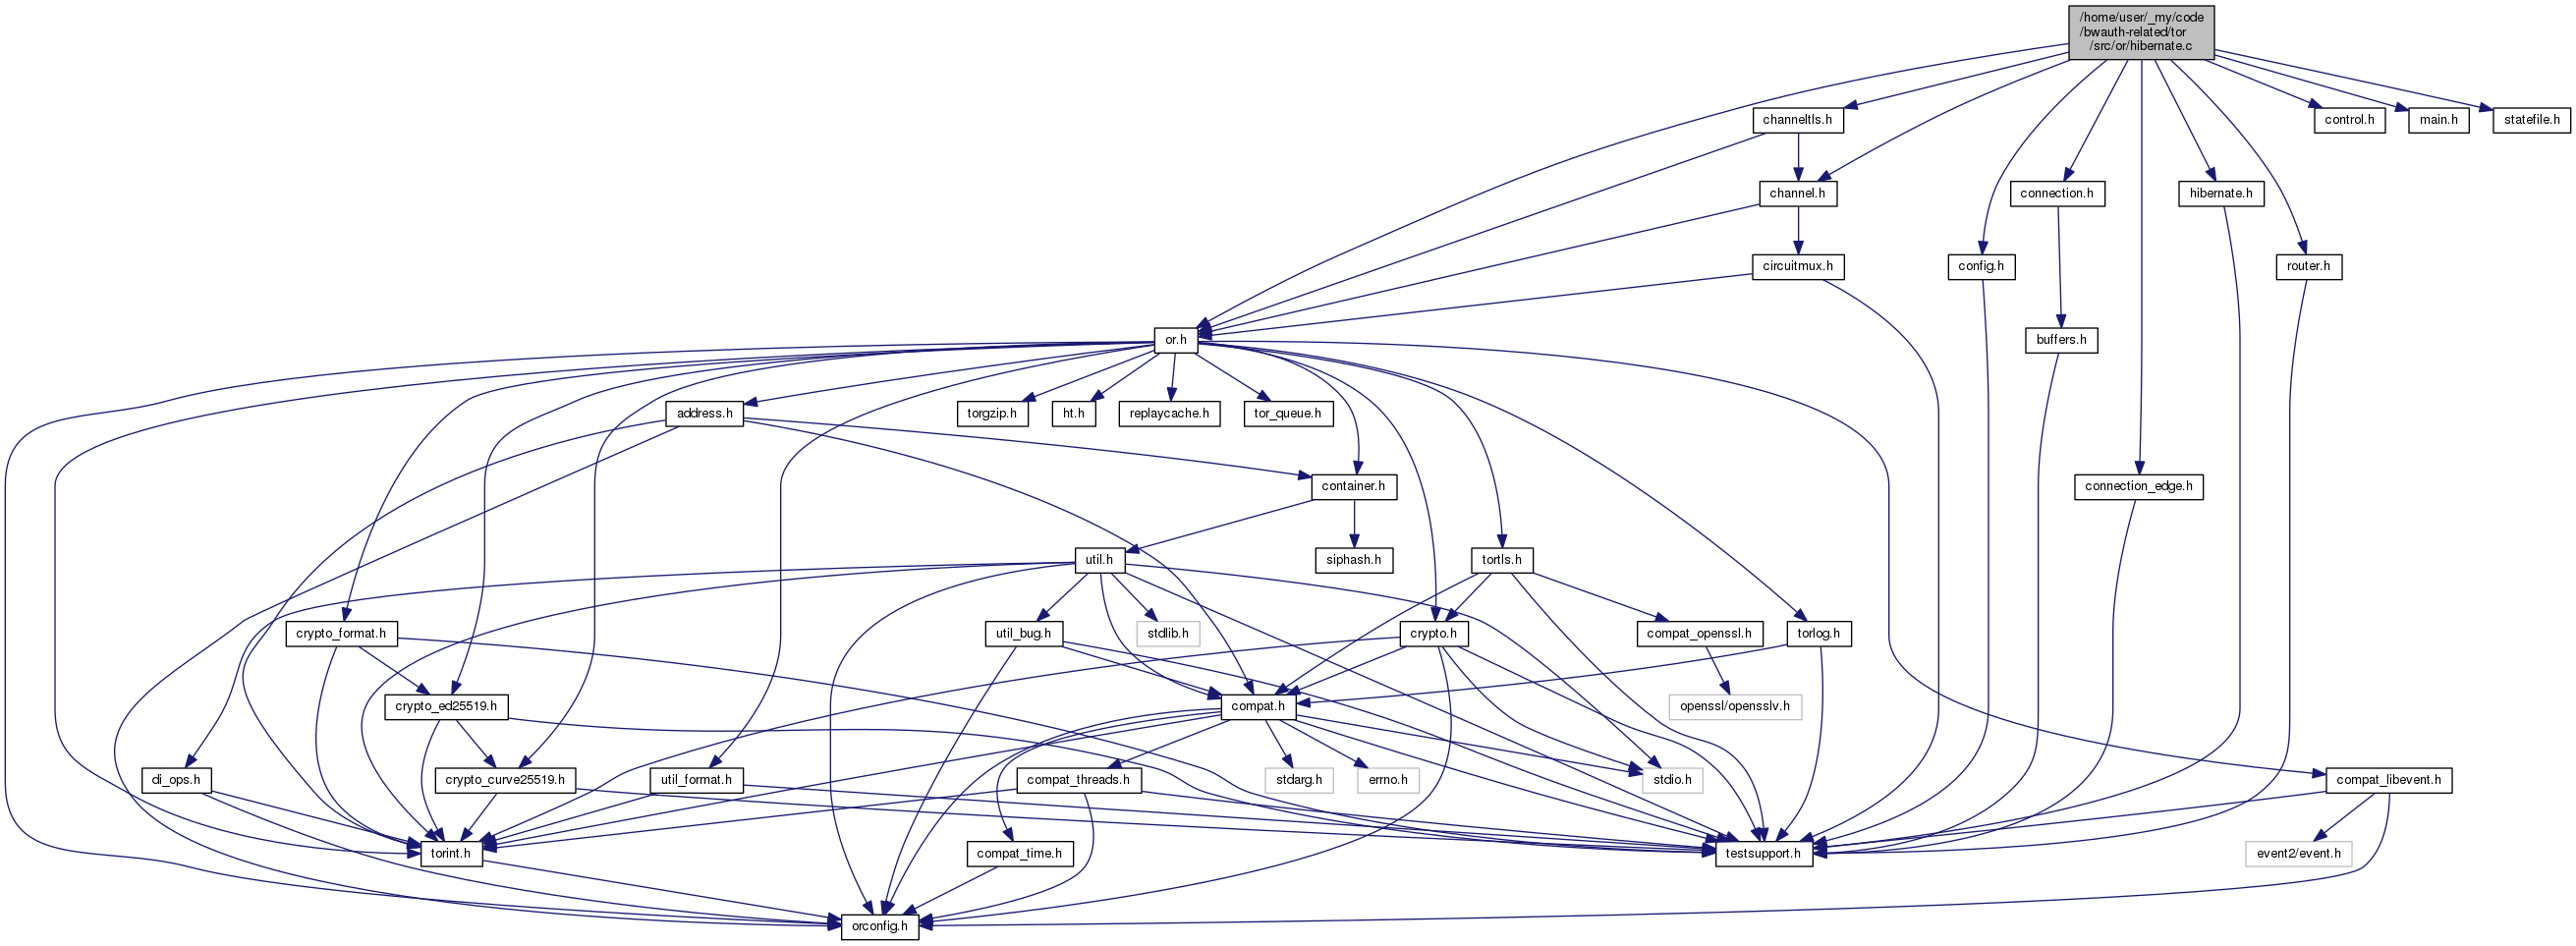 /home/user/_my/code
/bwauth-related/tor
/src/or/hibernate.c
channeltls.h
control.h
main.h
statefile.h
channel.h
connection.h
hibernate.h
circuitmux.h
config.h
router.h
or.h
buffers.h
address.h
torgzip.h
ht.h
replaycache.h
tor_queue.h
container.h
connection_edge.h
util.h
siphash.h
tortls.h
crypto_format.h
util_bug.h
stdlib.h
crypto.h
compat_openssl.h
torlog.h
crypto_ed25519.h
compat.h
openssl/opensslv.h
di_ops.h
crypto_curve25519.h
util_format.h
compat_threads.h
stdarg.h
errno.h
stdio.h
compat_libevent.h
torint.h
compat_time.h
testsupport.h
event2/event.h
orconfig.h